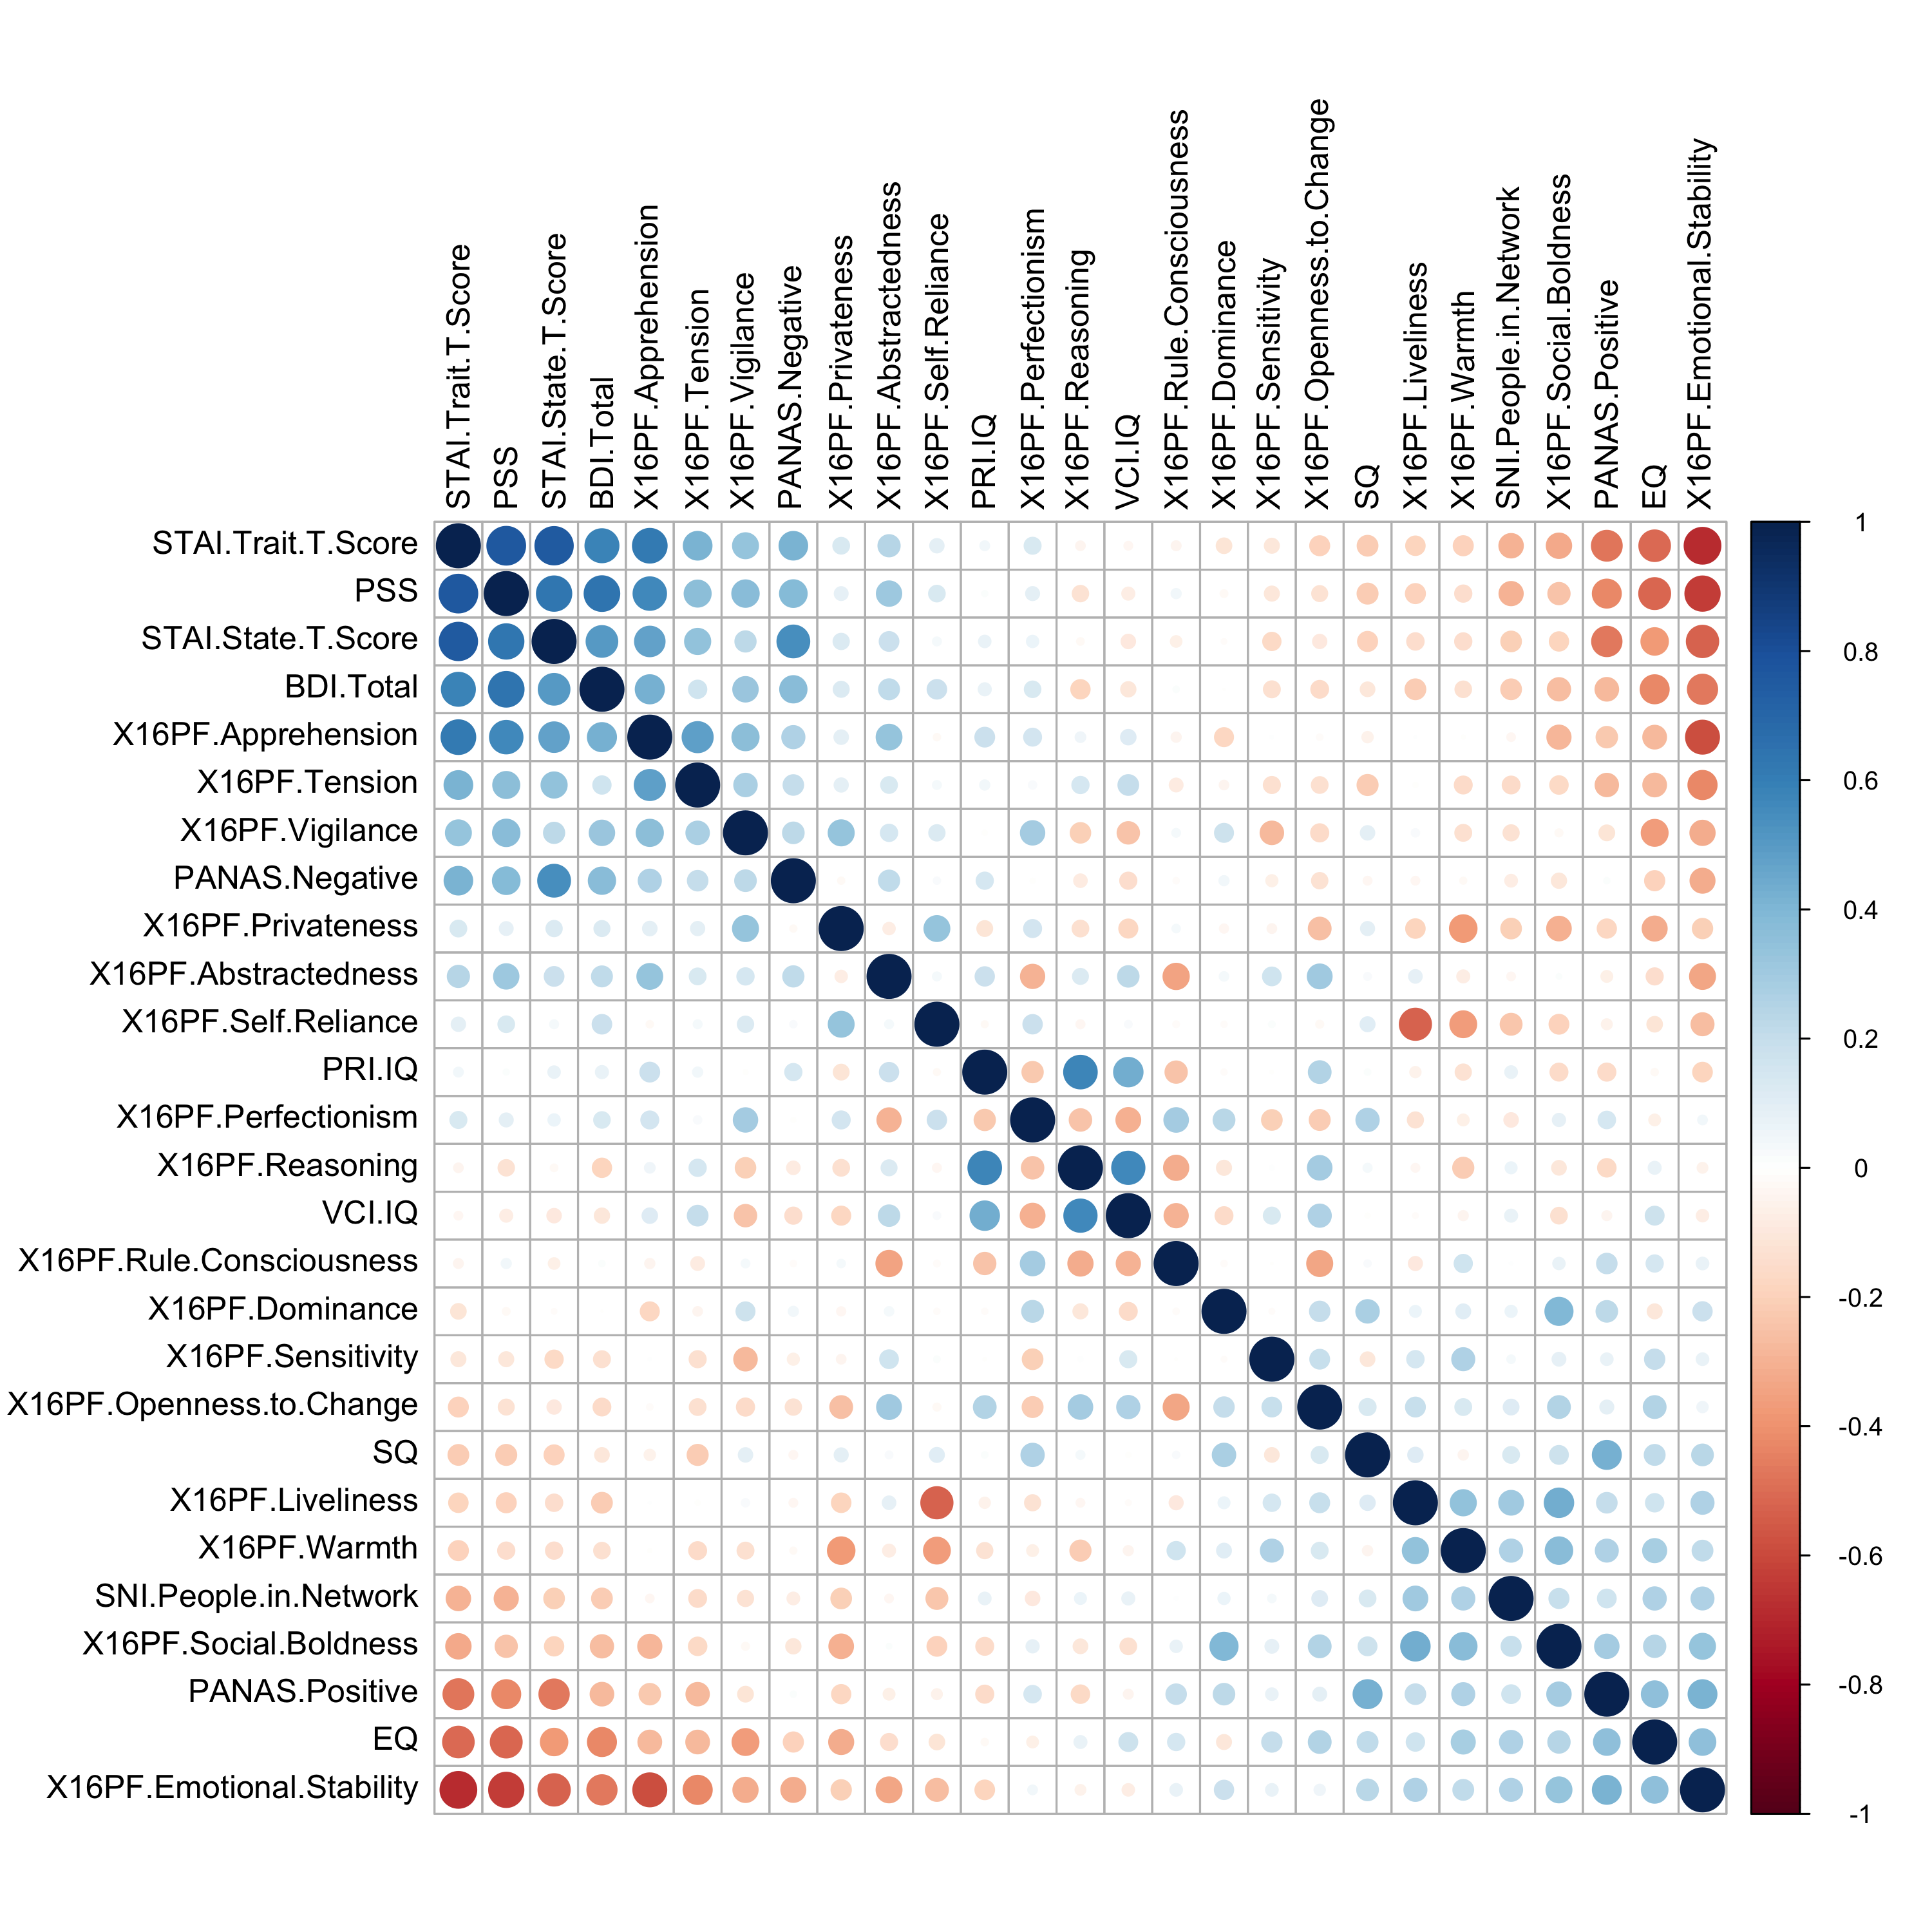 STAI.Trait.T.Score
PSS
STAI.State.T.Score
BDI.Total
X16PF.Apprehension
X16PF.Tension
X16PF.Vigilance
PANAS.Negative
X16PF.Privateness
X16PF.Abstractedness
X16PF.Self.Reliance
PRI.IQ
X16PF.Perfectionism
X16PF.Reasoning
VCI.IQ
X16PF.Rule.Consciousness
X16PF.Dominance
X16PF.Sensitivity
X16PF.Openness.to.Change
SQ
X16PF.Liveliness
X16PF.Warmth
SNI.People.in.Network
X16PF.Social.Boldness
PANAS.Positive
EQ
X16PF.Emotional.Stability
STAI.Trait.T.Score
PSS
STAI.State.T.Score
BDI.Total
X16PF.Apprehension
X16PF.Tension
X16PF.Vigilance
PANAS.Negative
X16PF.Privateness
X16PF.Abstractedness
X16PF.Self.Reliance
PRI.IQ
X16PF.Perfectionism
X16PF.Reasoning
VCI.IQ
X16PF.Rule.Consciousness
X16PF.Dominance
X16PF.Sensitivity
X16PF.Openness.to.Change
SQ
X16PF.Liveliness
X16PF.Warmth
SNI.People.in.Network
X16PF.Social.Boldness
PANAS.Positive
EQ
X16PF.Emotional.Stability
1
0.8
0.6
0.4
0.2
0
-0.2
-0.4
-0.6
-0.8
-1